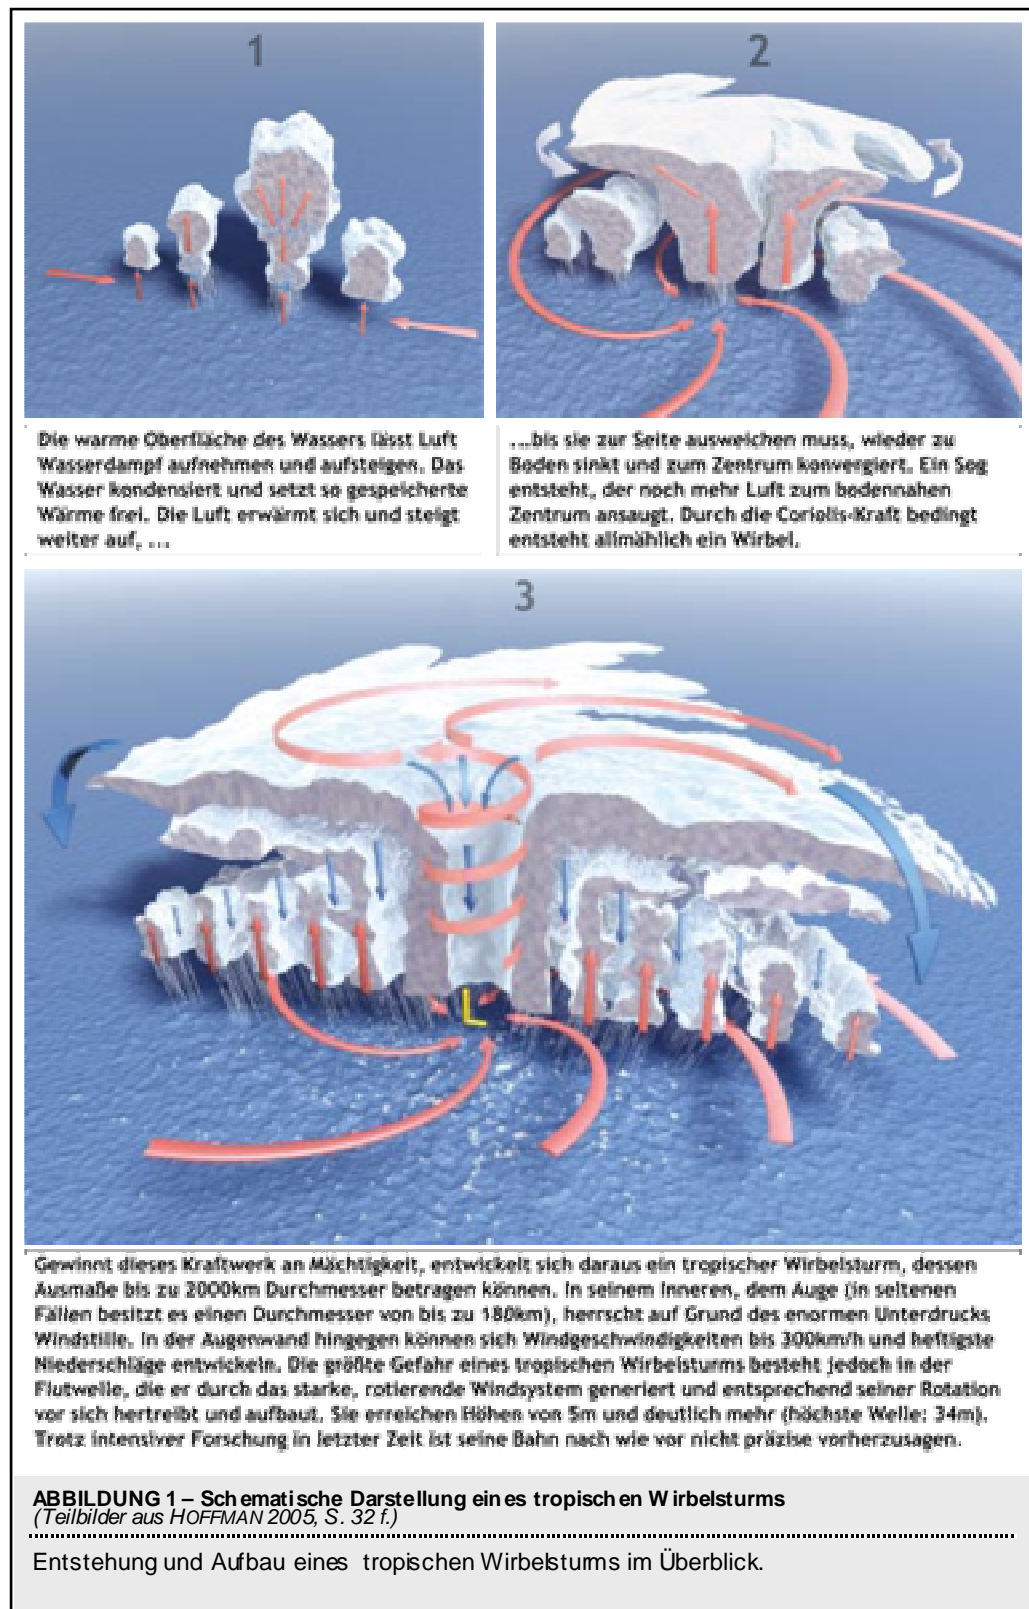 1
2
Die warme Oberfläche des Wassers lässt Luft
Wasserdampf aufnehmen und aufsteigen. Das
Wasser kondensiert und setzt so gespeicherte
Wärme frei. Die Luft erwärmt sich und steigt
weiter auf, ...
...bis sie zur Seite ausweichen muss, wieder zu
Boden sinkt und zum Zentrum konvergiert. Ein Sog
entsteht, der noch mehr Luft zum bodennahen
Zentrum ansaugt. Durch die Coriolis-Kraft bedingt
entsteht allmählich ein Wirbel.
3
L
Gewinnt dieses Kraftwerk an Mächtigkeit, entwickelt sich daraus ein tropischer Wirbelsturm, dessen
Ausmaße bis zu 2000km Durchmesser betragen können. In seinem Inneren, dem Auge (in seltenen
Fällen besitzt es einen Durchmesser von bis zu 180km), herrscht auf Grund des enormen Unterdrucks
Windstille. In der Augenwand hingegen können sich Windgeschwindigkeiten bis 300km/h und heftigste
Niederschläge entwickeln. Die größte Gefahr eines tropischen Wirbelsturms besteht jedoch in der
Flutwelle, die er durch das starke, rotierende Windsystem generiert und entsprechend seiner Rotation
vor sich hertreibt und aufbaut. Sie erreichen Höhen von 5m und deutlich mehr (höchste Welle: 34m).
Trotz intensiver Forschung in letzter Zeit ist seine Bahn nach wie vor nicht präzise vorherzusagen.
ABBILDUNG 1 – Schematische Darstellung eines tropischen Wirbelsturms
(Teilbilder aus HOFFMAN 2005, S. 32 f.)
Entstehung und Aufbau eines tropischen Wirbelsturms im Überblick.